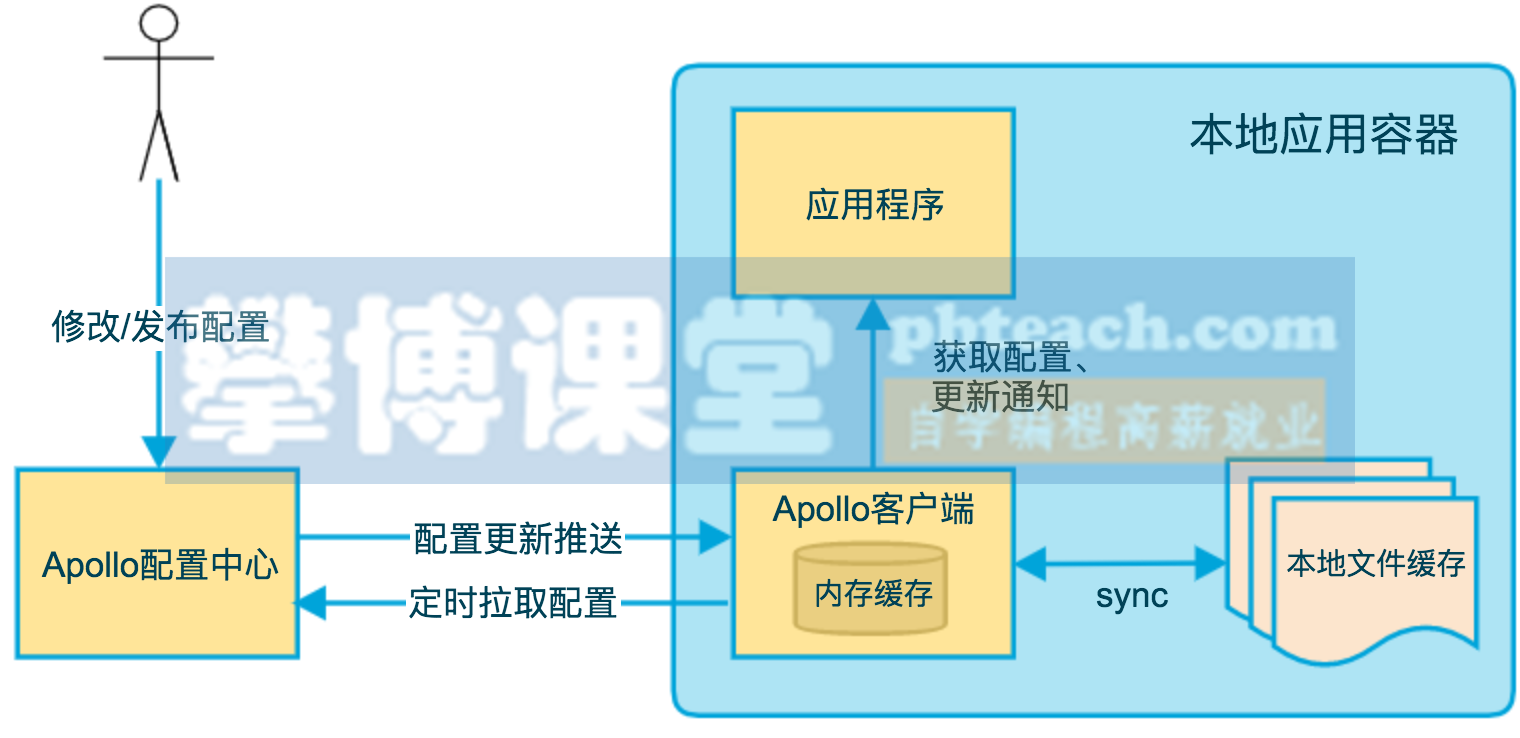 本地应用容器
应用程序
修改/发布配置
攀博课堂
pbteach.com
获取配置、
更新通知
自学编程高薪就业
Apollo配置中心
配置更新推送
定时拉取配置
Apollo客户端
内存缓存
sync
本地文件缓存